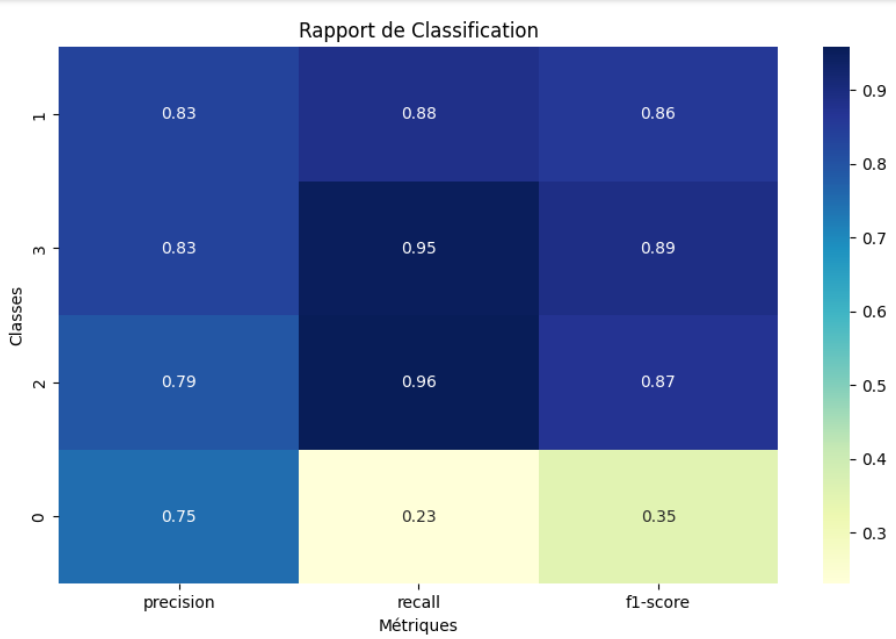 Rapport de Classification
1 0.83 0.88 0.86
3 0.83 0.95 0.89
2 0.79 0.96 0.87
0 0.75 0.23 0.35
precision recall f1-score
Métriques
Classes
0.9
0.8
0.7
0.6
0.5
0.4
0.3